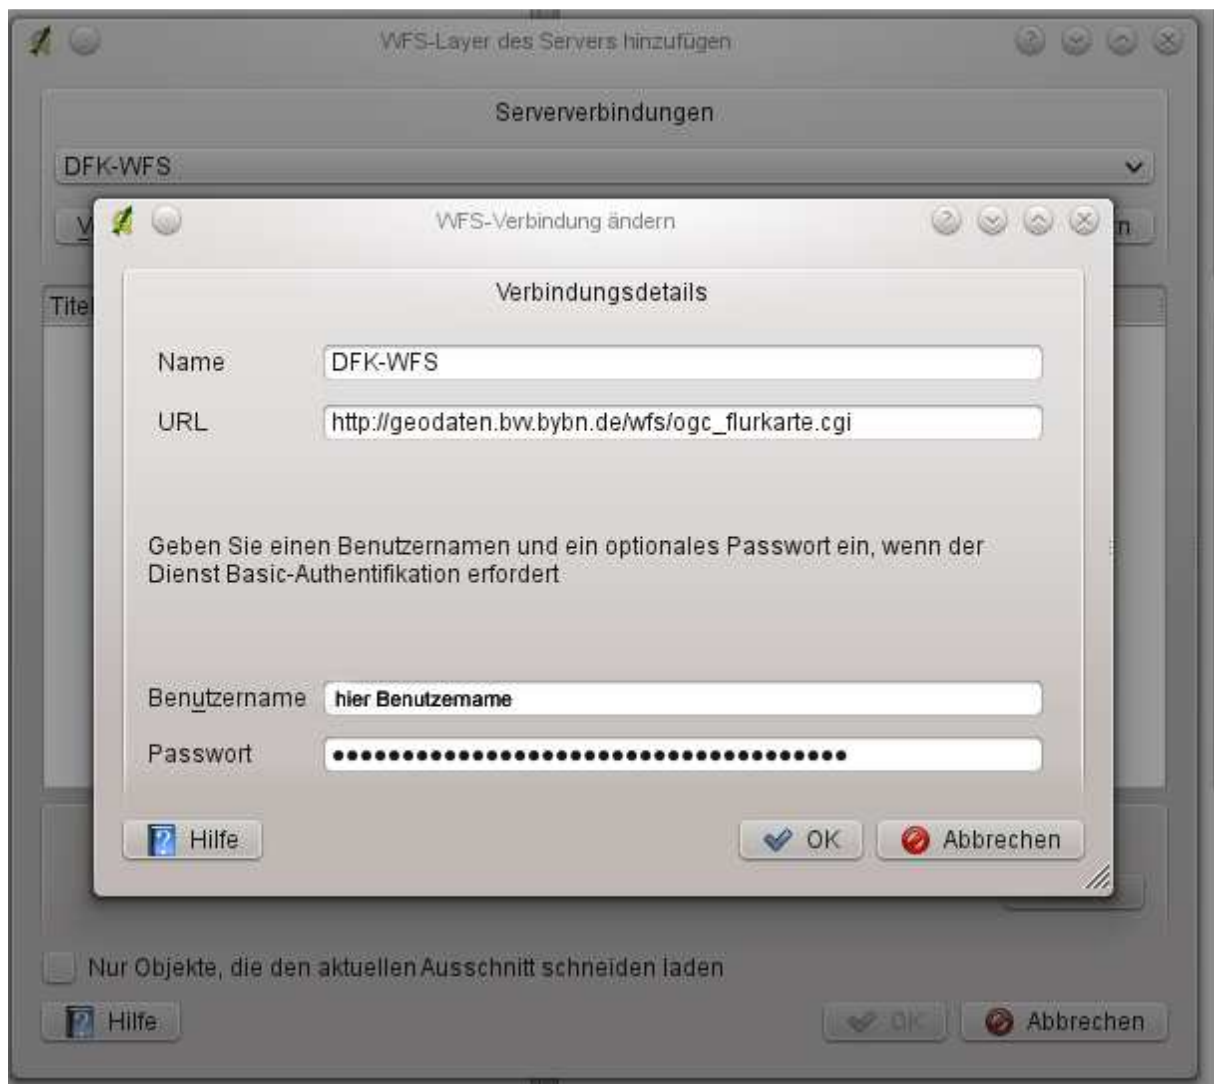 WFS-Layer des Servers hinzufügen
Serververbindungen
DFK-WFS
V
n
Titel
WFS-Verbindung ändern
Verbindungsdetails
Name
DFK-WFS
URL
http://geodaten.bvv.bybn.de/wfs/ogc_flurkarte.cgi
Geben Sie einen Benutzernamen und ein optionales Passwort ein, wenn der
Dienst Basic-Authentifikation erfordert
Benutzername
hier Benutzername
Passwort
●●●●●●●●●●●●●●●●●●●●●●●●●●●●●●●●●●●●●
Hilfe
OK
Abbrechen
Nur Objekte, die den aktuellen Ausschnitt schneiden laden
Hilfe
OK
Abbrechen